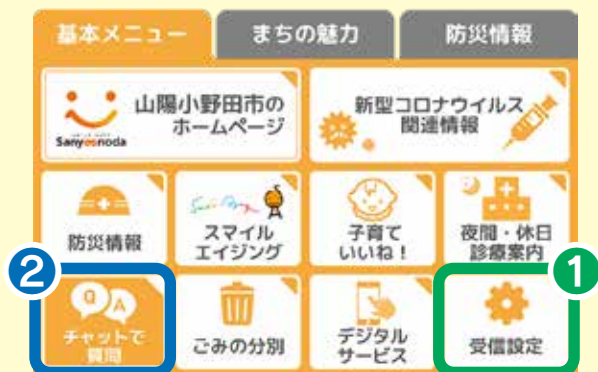 基本メニュー
まちの魅力
防災情報
山陽小野田市の
ホームページ
Sanyoonoda
新型コロナウイルス
関連情報
防災情報
スマイル
エイジング
子育て
いいね！
夜間・休日
診療案内
2
1
Q A
チャットで
質問
ごみの分別
デジタル
サービス
受信設定